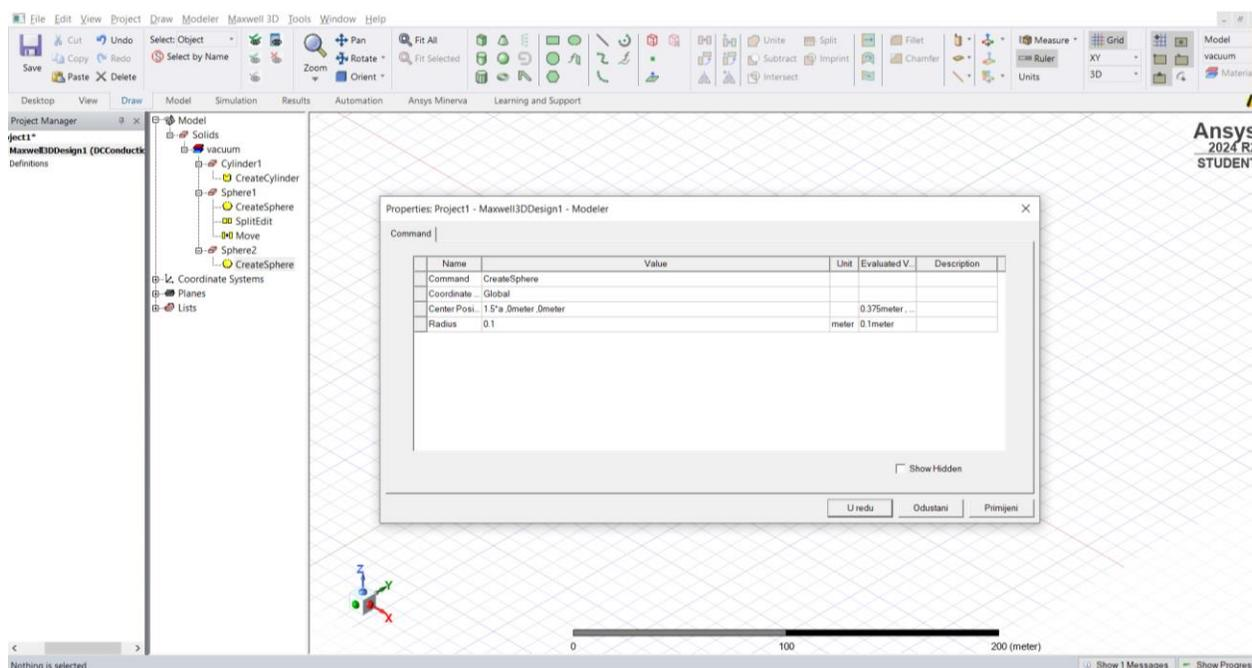 File Edit View Project Draw Modeler Maxwell 3D Tools Window Help
Save
Cut
Copy
Paste
Undo
Redo
Delete
Select: Object
Select by Name
Zoom
Pan
Rotate
Orient
Fit All
Fit Selected
Unite
Subtract
Intersect
Split
Imprint
Fillet
Chamfer
Measure
Ruler
Units
Grid
XY
3D
Model
vacuum
Desktop View Draw Model Simulation Results Automation Ansys Minerva Learning and Support
Project Manager
ject1*
Maxwell3DDesign1 (DCConductic
Definitions
Model
Solids
vacuum
Cylinder1
CreateCylinder
Sphere1
CreateSphere
SplitEdit
Move
Sphere2
CreateSphere
Coordinate Systems
Planes
Lists
Ansys
2024 R
STUDENT
Properties: Project1 - Maxwell3DDesign1 - Modeler
Command
Name Value Unit Evaluated V... Description
Command CreateSphere
Coordinate ... Global
Center Posi... 1.5*a ,0meter ,0meter 0.375meter , ...
Radius 0.1 meter 0.1meter
Show Hidden
U redu Odustani Primijeni
Z
Y
X
0 100 200 (meter)
Nothing is selected
Show 1 Messages Show Progres